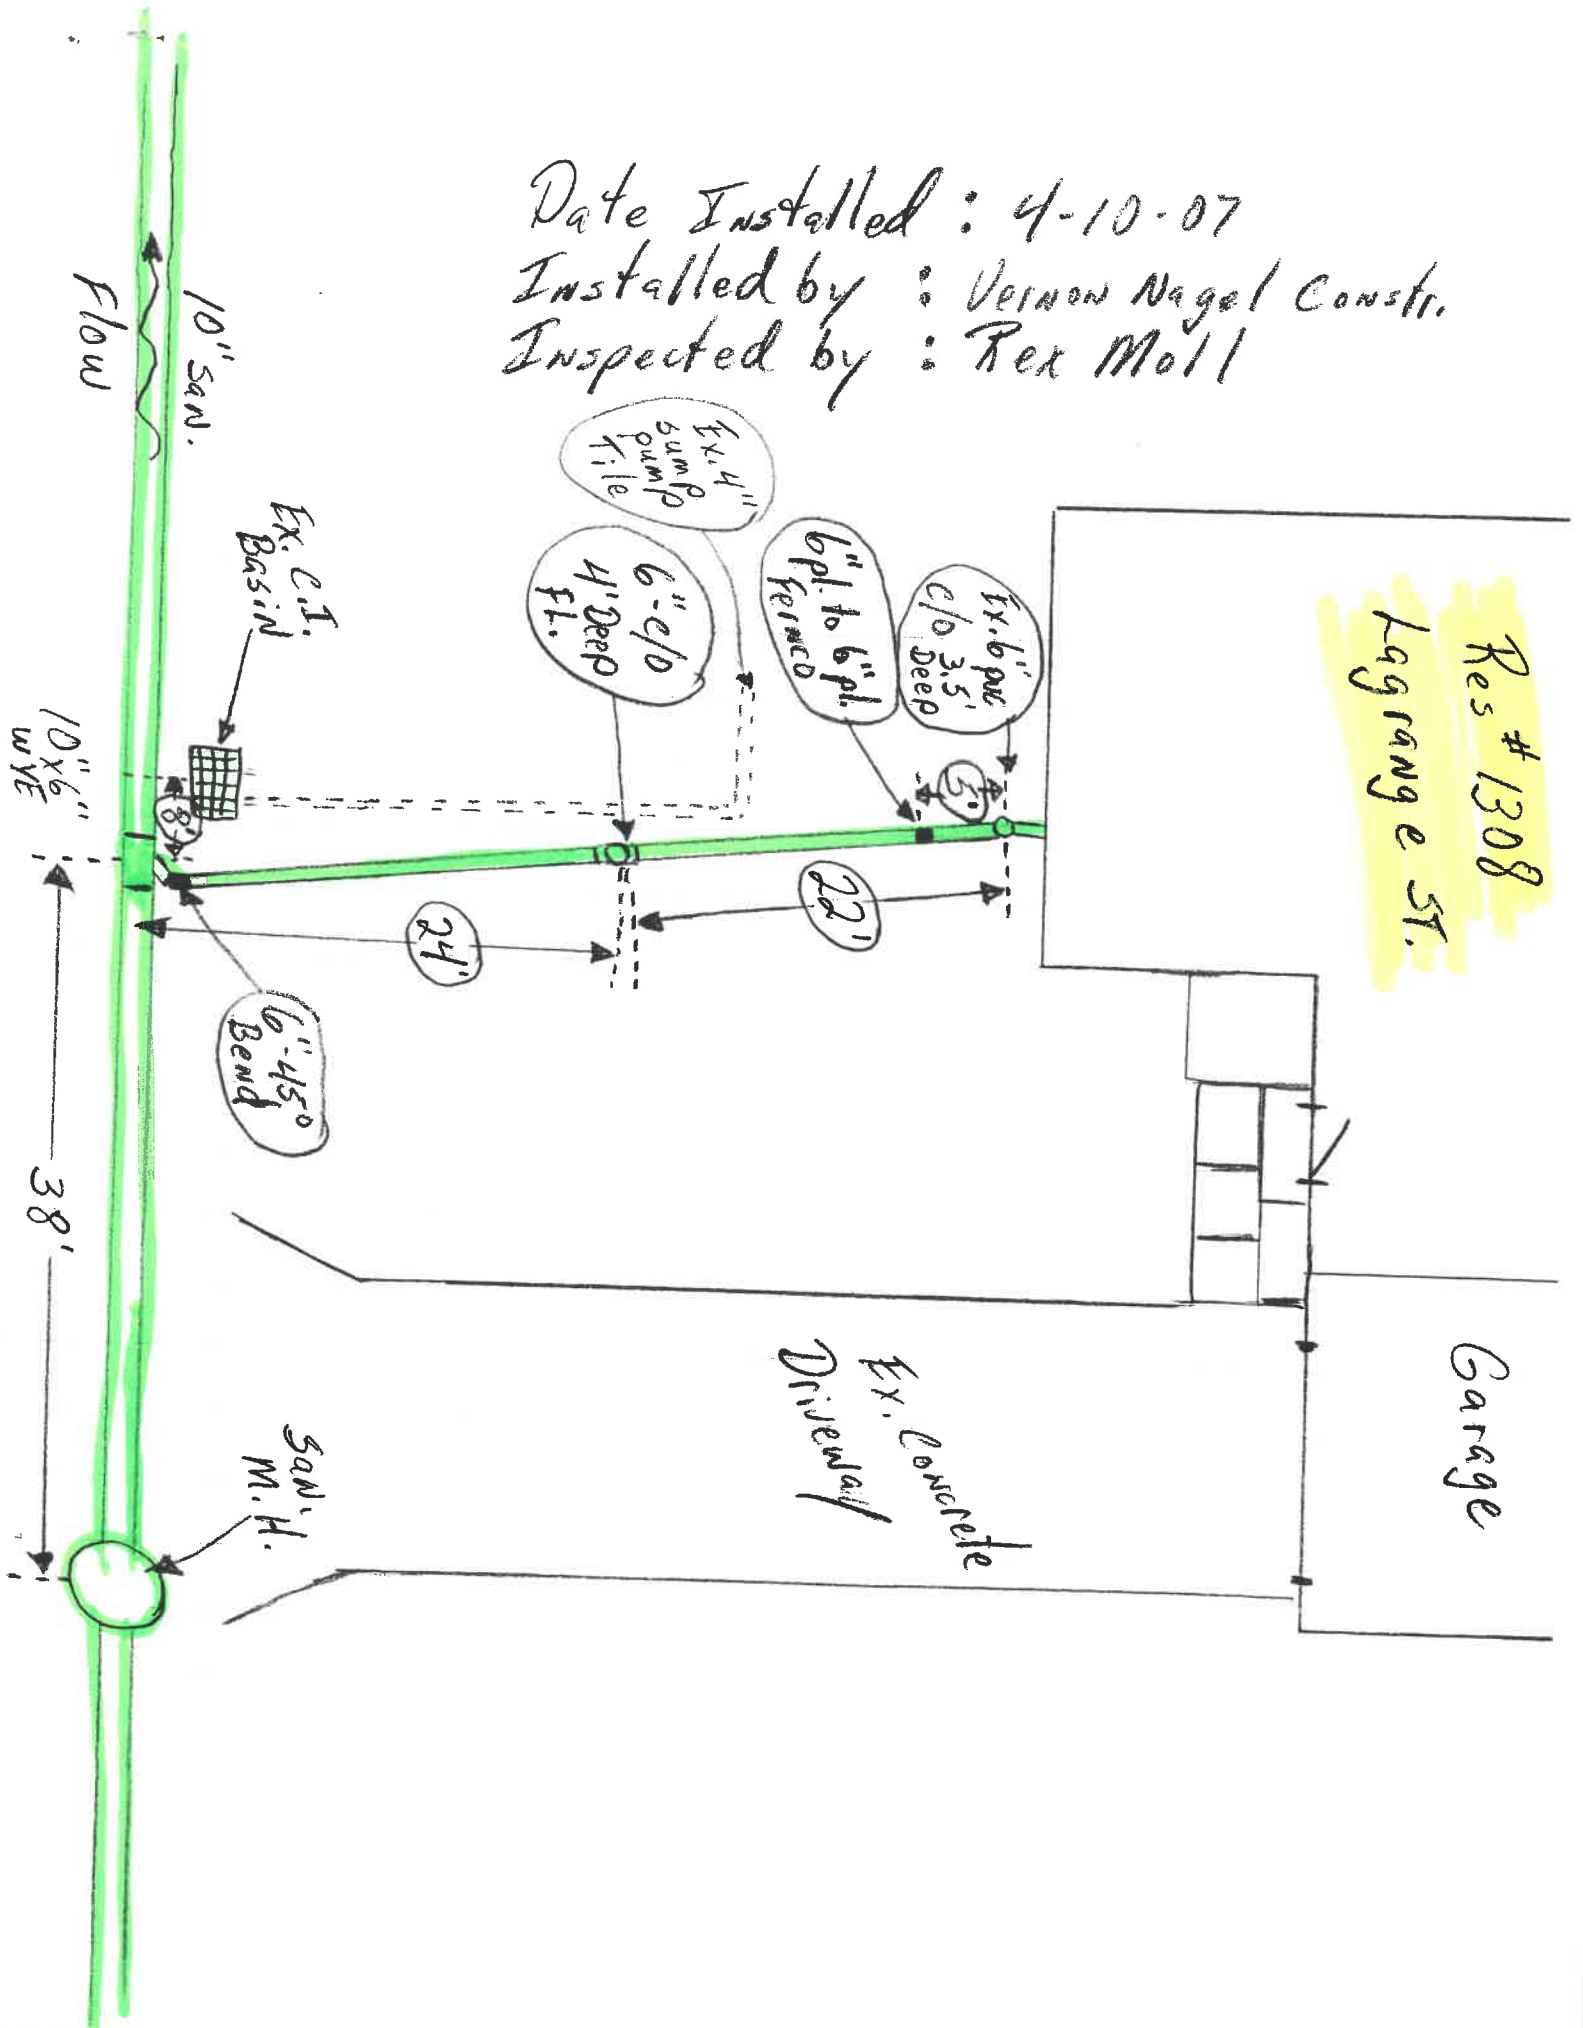 Date Installed : 4-10-07
Installed by : Vernon Nagel Constr.
Inspected by : Rex Moll
Res # 1308
Lagrange ST.
Garage
Ex. Concrete
Driveway
Ex. 6" pvc
c/o 3.5'
Deep
6" pl. to 6" pl.
Fernco
5'
22'
Ex. 4"
sump
pump
Tile
6"-c/o
4' Deep
FL.
24'
Ex. C.I.
Basin
8'
6"-45°
Bend
San.
M.H.
10" San.
Flow
10"x6"
WYE
38'